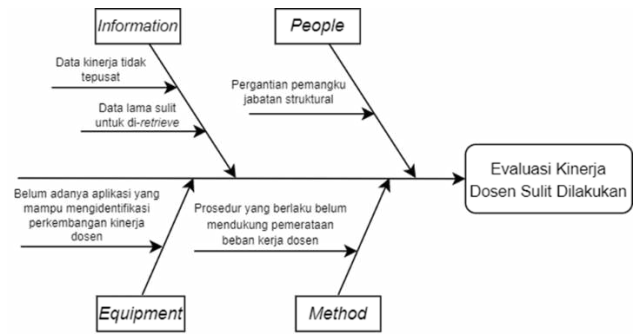 Information
People
Data kinerja tidak
tepusat
Data lama sulit
untuk di-retrieve
Pergantian pemangku
jabatan struktural
Evaluasi Kinerja
Dosen Sulit Dilakukan
Belum adanya aplikasi yang
mampu mengidentifikasi
perkembangan kinerja
dosen
Prosedur yang berlaku belum
mendukung pemerataan
beban kerja dosen
Equipment
Method